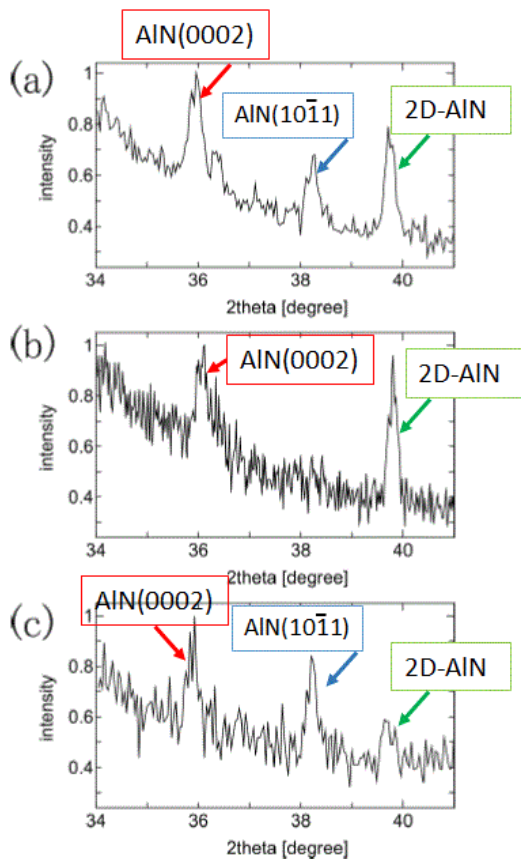 AlN(0002)
(a)
AlN(101̄1)
2D-AlN
intensity
1
0.8
0.6
0.4
34 36 38 40
2theta [degree]
(b)
AlN(0002)
2D-AlN
intensity
1
0.8
0.6
0.4
34 36 38 40
2theta [degree]
(c)
AlN(0002)
AlN(101̄1)
2D-AlN
intensity
1
0.8
0.6
0.4
34 36 38 40
2theta [degree]